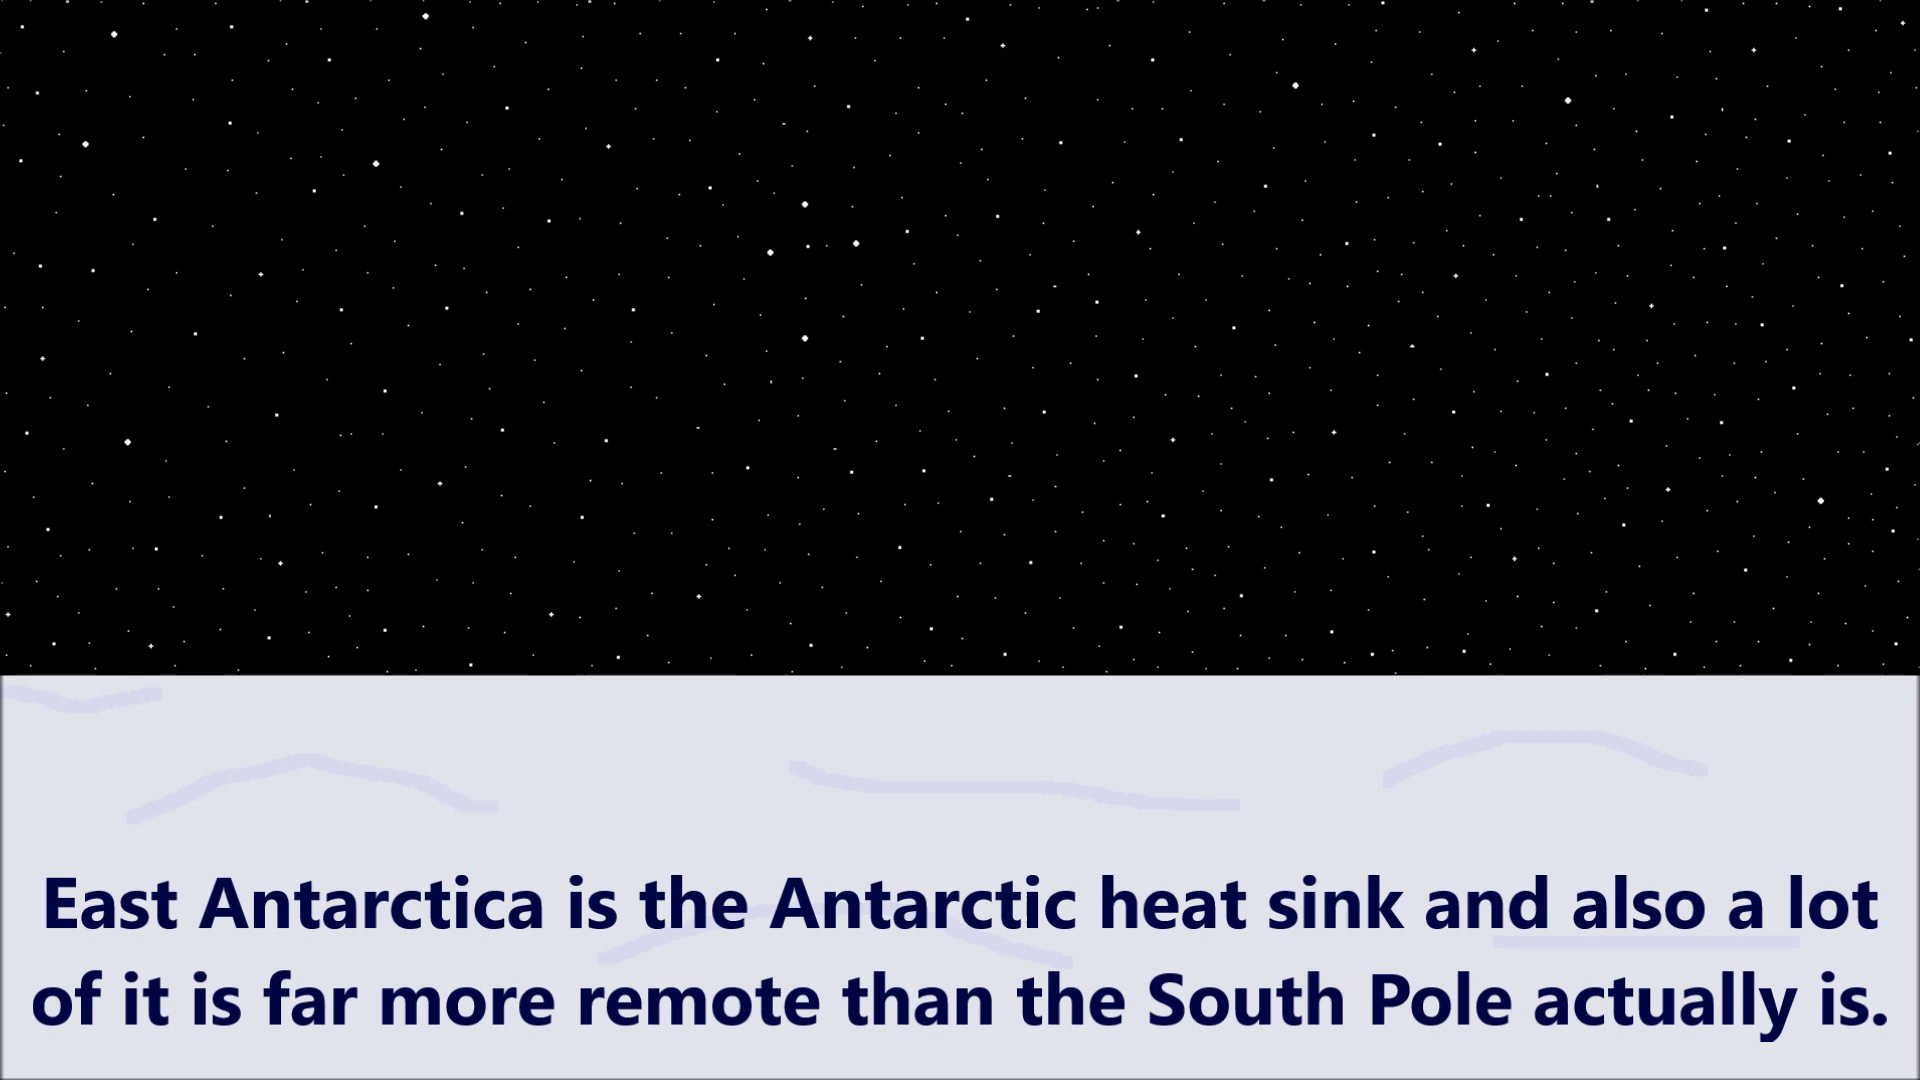 East Antarctica is the Antarctic heat sink and also a lot
of it is far more remote than the South Pole actually is.